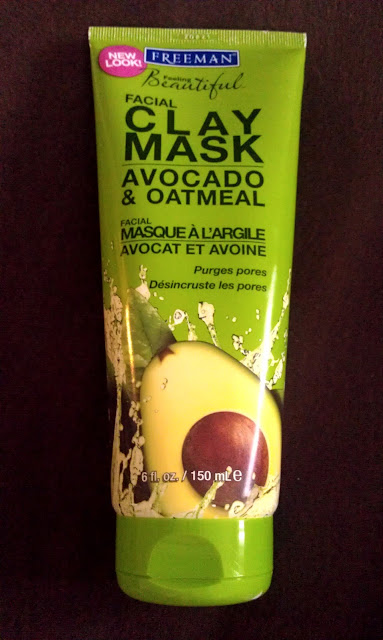 NEW
LOOK!
FREEMAN
Feeling
Beautiful
FACIAL
CLAY
MASK
AVOCADO
& OATMEAL
FACIAL
MASQUE À L'ARGILE
AVOCAT ET AVOINE
Purges pores
Désincruste les pores
6 fl. oz. / 150 mL℮